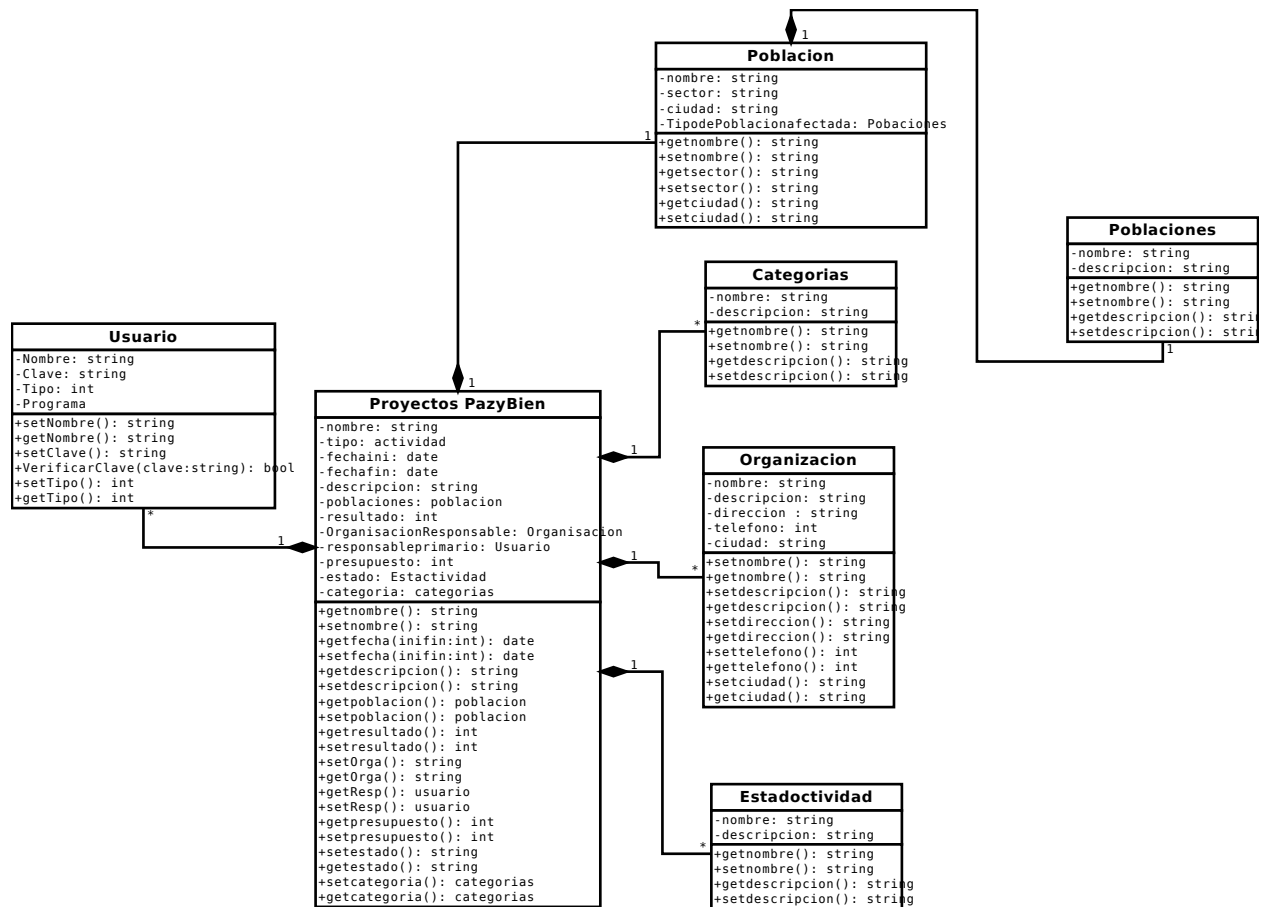 1
Poblacion
-nombre: string
-sector: string
-ciudad: string
-TipodePoblacionafectada: Pobaciones
1
+getnombre(): string
+setnombre(): string
+getsector(): string
+setsector(): string
+getciudad(): string
+setciudad(): string
Poblaciones
-nombre: string
-descripcion: string
+getnombre(): string
+setnombre(): string
+getdescripcion(): stri
+setdescripcion(): stri
1
Categorias
-nombre: string
-descripcion: string
*
+getnombre(): string
+setnombre(): string
+getdescripcion(): string
+setdescripcion(): string
Usuario
-Nombre: string
-Clave: string
-Tipo: int
-Programa
+setNombre(): string
+getNombre(): string
+setClave(): string
+VerificarClave(clave:string): bool
+setTipo(): int
+getTipo(): int
*
1
1
Proyectos PazyBien
-nombre: string
-tipo: actividad
-fechaini: date
-fechafin: date
-descripcion: string
-poblaciones: poblacion
-resultado: int
-OrganisacionResponsable: Organisacion
-responsableprimario: Usuario
-presupuesto: int
-estado: Estactividad
-categoria: categorias
+getnombre(): string
+setnombre(): string
+getfecha(inifin:int): date
+setfecha(inifin:int): date
+getdescripcion(): string
+setdescripcion(): string
+getpoblacion(): poblacion
+setpoblacion(): poblacion
+getresultado(): int
+setresultado(): int
+setOrga(): string
+getOrga(): string
+getResp(): usuario
+setResp(): usuario
+getpresupuesto(): int
+setpresupuesto(): int
+setestado(): string
+getestado(): string
+setcategoria(): categorias
+getcategoria(): categorias
1
1
1
Organizacion
-nombre: string
-descripcion: string
-direccion : string
-telefono: int
-ciudad: string
*
+setnombre(): string
+getnombre(): string
+setdescripcion(): string
+getdescripcion(): string
+setdireccion(): string
+getdireccion(): string
+settelefono(): int
+gettelefono(): int
+setciudad(): string
+getciudad(): string
Estadoctividad
-nombre: string
-descripcion: string
*
+getnombre(): string
+setnombre(): string
+getdescripcion(): string
+setdescripcion(): string